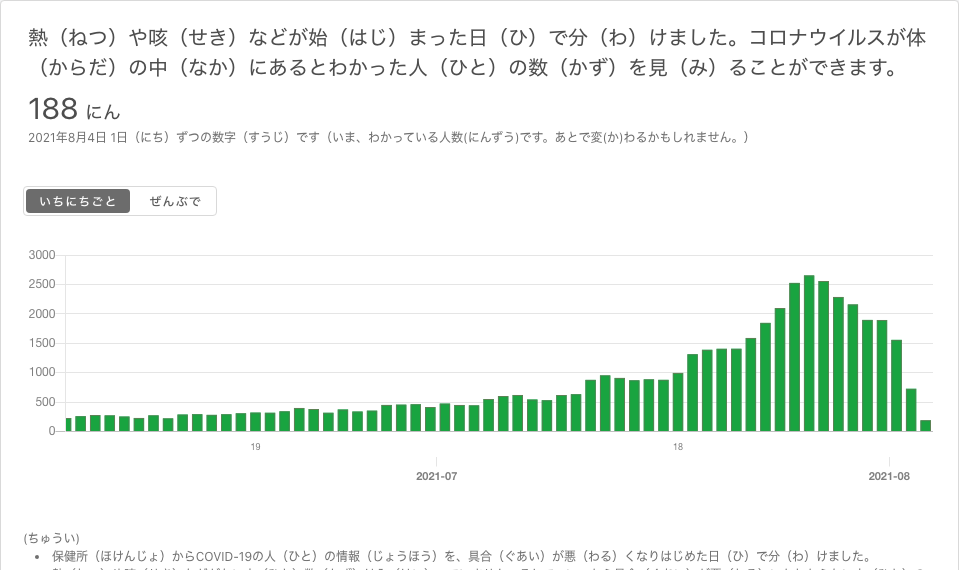 熱（ねつ）や咳（せき）などが始（はじ）まった日（ひ）で分（わ）けました。コロナウイルスが体
（からだ）の中（なか）にあるとわかった人（ひと）の数（かず）を見（み）ることができます。
188 にん
2021年8月4日 1日（にち）ずつの数字（すうじ）です（いま、わかっている人数(にんずう)です。あとで変(か)わるかもしれません。）
いちにちごと ぜんぶで
3000
2500
2000
1500
1000
500
0
19 18
2021-07 2021-08
(ちゅうい)
• 保健所（ほけんじょ）からCOVID-19の人（ひと）の情報（じょうほう）を、具合（ぐあい）が悪（わる）くなりはじめた日（ひ）で分（わ）けました。